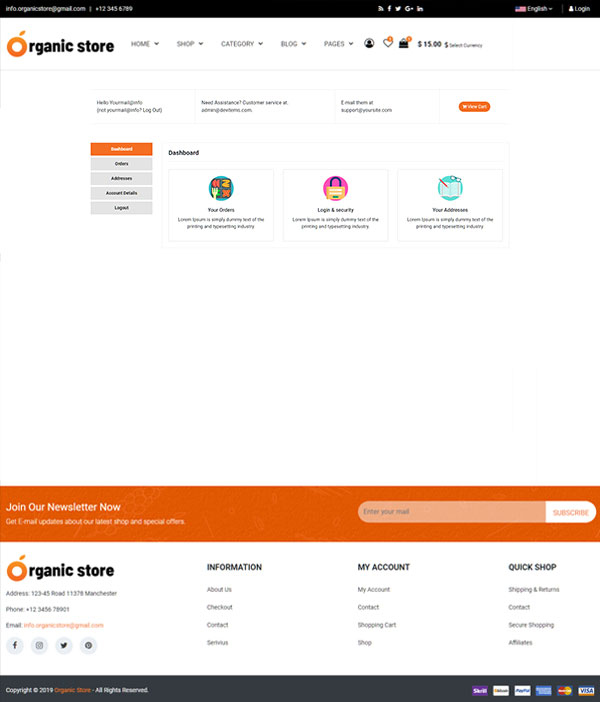 info.organicstore@gmail.com || +12 345 6789
English
Login
Organic store
HOME SHOP CATEGORY BLOG PAGES
$ 15.00 $ Select Currency
Hello Yourmail@info
(not yourmail@info? Log Out)
Need Assistance? Customer service at.
admin@devitems.com.
E-mail them at
support@yoursite.com
View Cart
Dashboard
Orders
Addresses
Account Details
Logout
Dashboard
Your Orders
Lorem Ipsum is simply dummy text of the
printing and typesetting industry.
Login & security
Lorem Ipsum is simply dummy text of the
printing and typesetting industry.
Your Addresses
Lorem Ipsum is simply dummy text of the
printing and typesetting industry.
Join Our Newsletter Now
Get E-mail updates about our latest shop and special offers.
Enter your mail
SUBSCRIBE
Organic store
Address: 123-45 Road 11378 Manchester
Phone: +12 3456 78901
Email: info.organicstore@gmail.com
INFORMATION
About Us
Checkout
Contact
Serivius
MY ACCOUNT
My Account
Contact
Shopping Cart
Shop
QUICK SHOP
Shipping & Returns
Contact
Secure Shopping
Affiliates
Copyright © 2019 Organic Store - All Rights Reserved.
Skrill
PayPal
VISA